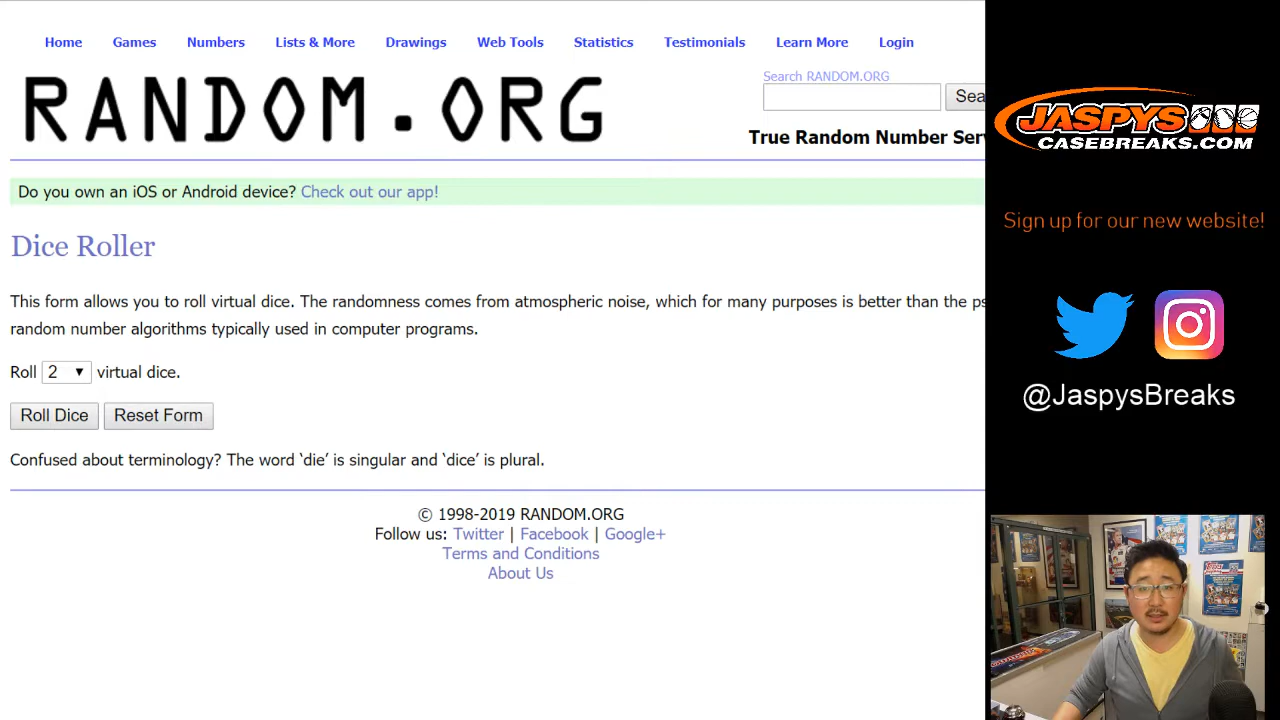 Home Games Numbers Lists & More Drawings Web Tools Statistics Testimonials Learn More Login
RANDOM.ORG
Search RANDOM.ORG
Sea
True Random Number Ser
Do you own an iOS or Android device? Check out our app!
Dice Roller
This form allows you to roll virtual dice. The randomness comes from atmospheric noise, which for many purposes is better than the ps
random number algorithms typically used in computer programs.
Roll 2 virtual dice.
Roll Dice Reset Form
Confused about terminology? The word ‘die’ is singular and ‘dice’ is plural.
© 1998-2019 RANDOM.ORG
Follow us: Twitter | Facebook | Google+
Terms and Conditions
About Us
JASPYS
CASEBREAKS.COM
Sign up for our new website!
@JaspysBreaks